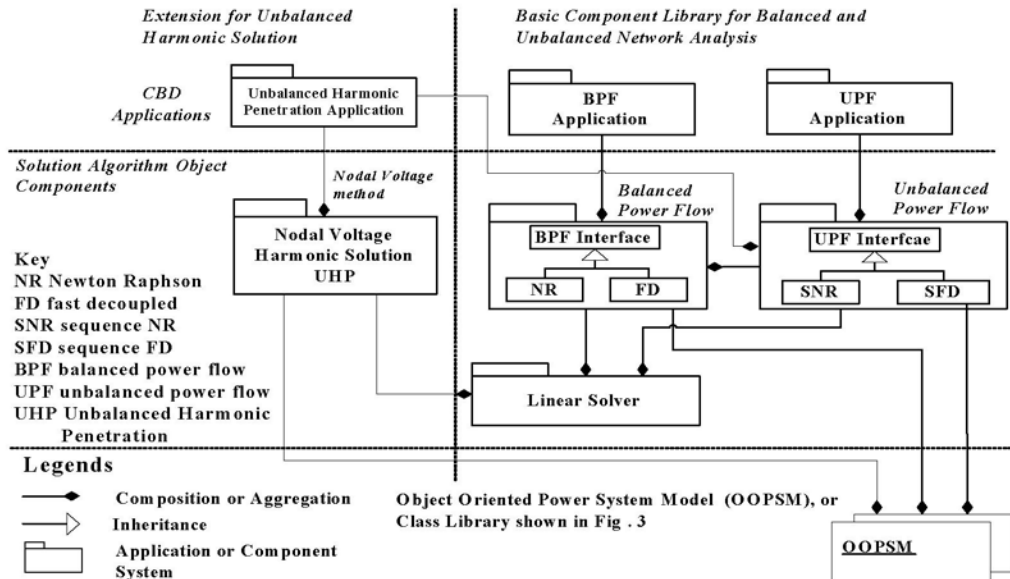 Extension for Unbalanced
Harmonic Solution
Basic Component Library for Balanced and
Unbalanced Network Analysis
CBD
Applications
Unbalanced Harmonic
Penetration Application
BPF
Application
UPF
Application
Solution Algorithm Object
Components
Nodal Voltage
method
Balanced
Power Flow
Unbalanced
Power Flow
Nodal Voltage
Harmonic Solution
UHP
BPF Interface
NR
FD
UPF Interfcae
SNR
SFD
Key
NR Newton Raphson
FD fast decoupled
SNR sequence NR
SFD sequence FD
BPF balanced power flow
UPF unbalanced power flow
UHP Unbalanced Harmonic
Penetration
Linear Solver
Legends
Composition or Aggregation
Inheritance
Application or Component
System
Object Oriented Power System Model (OOPSM), or
Class Library shown in Fig . 3
OOPSM